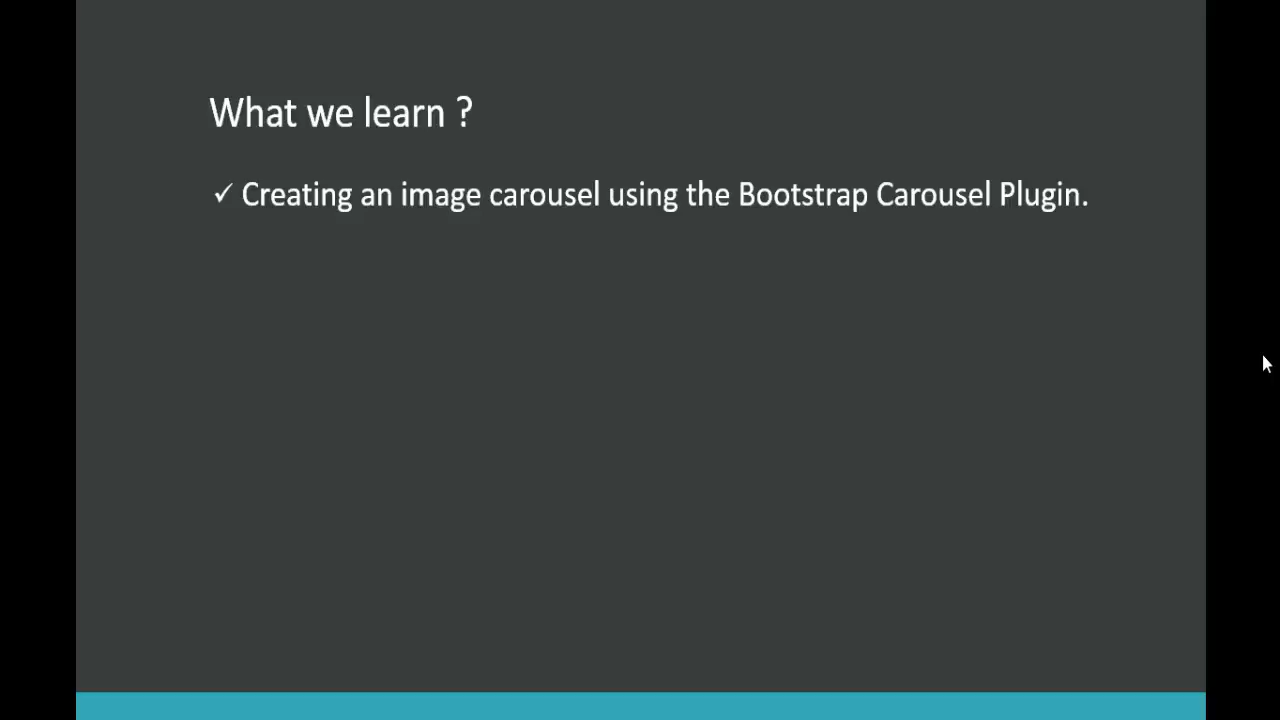 What we learn ?
✓ Creating an image carousel using the Bootstrap Carousel Plugin.